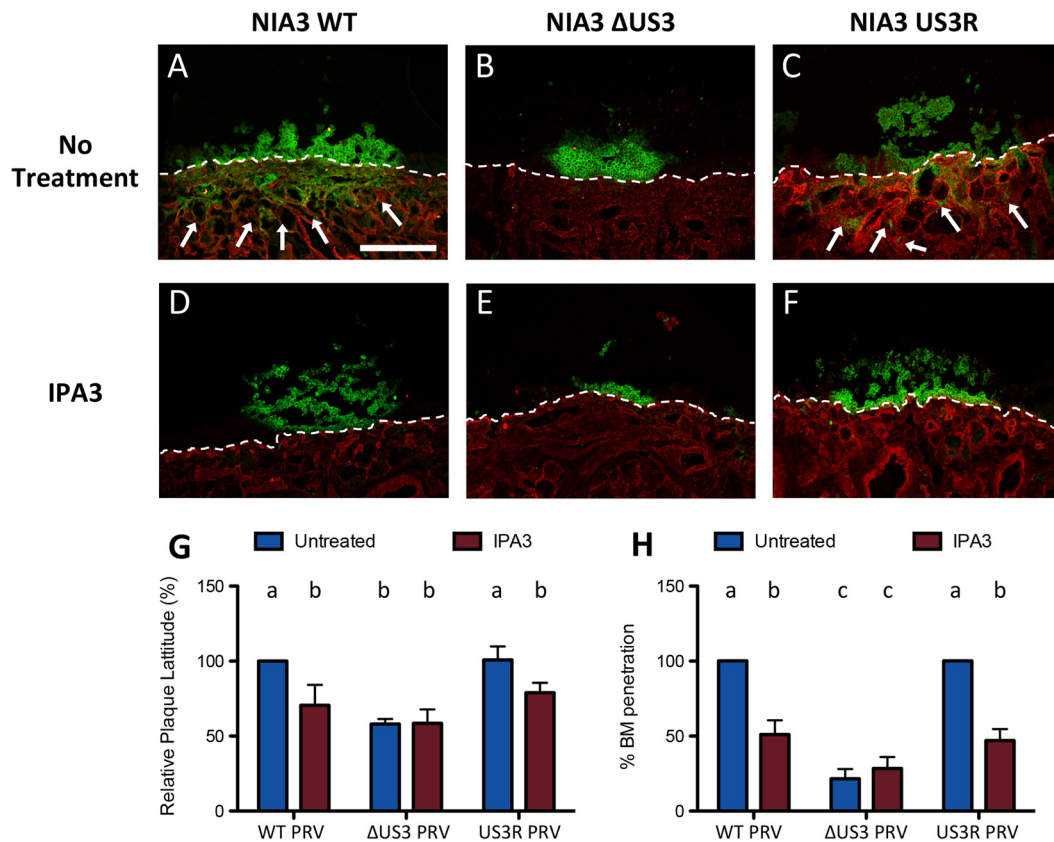 NIA3 WT NIA3 ΔUS3 NIA3 US3R
No
Treatment
A B C
IPA3
D E F
G Untreated IPA3
Relative Plaque Lattitude (%)
150
100
50
0
a b b b a b
WT PRV ΔUS3 PRV US3R PRV
H Untreated IPA3
% BM penetration
150
100
50
0
a b c c a b
WT PRV ΔUS3 PRV US3R PRV